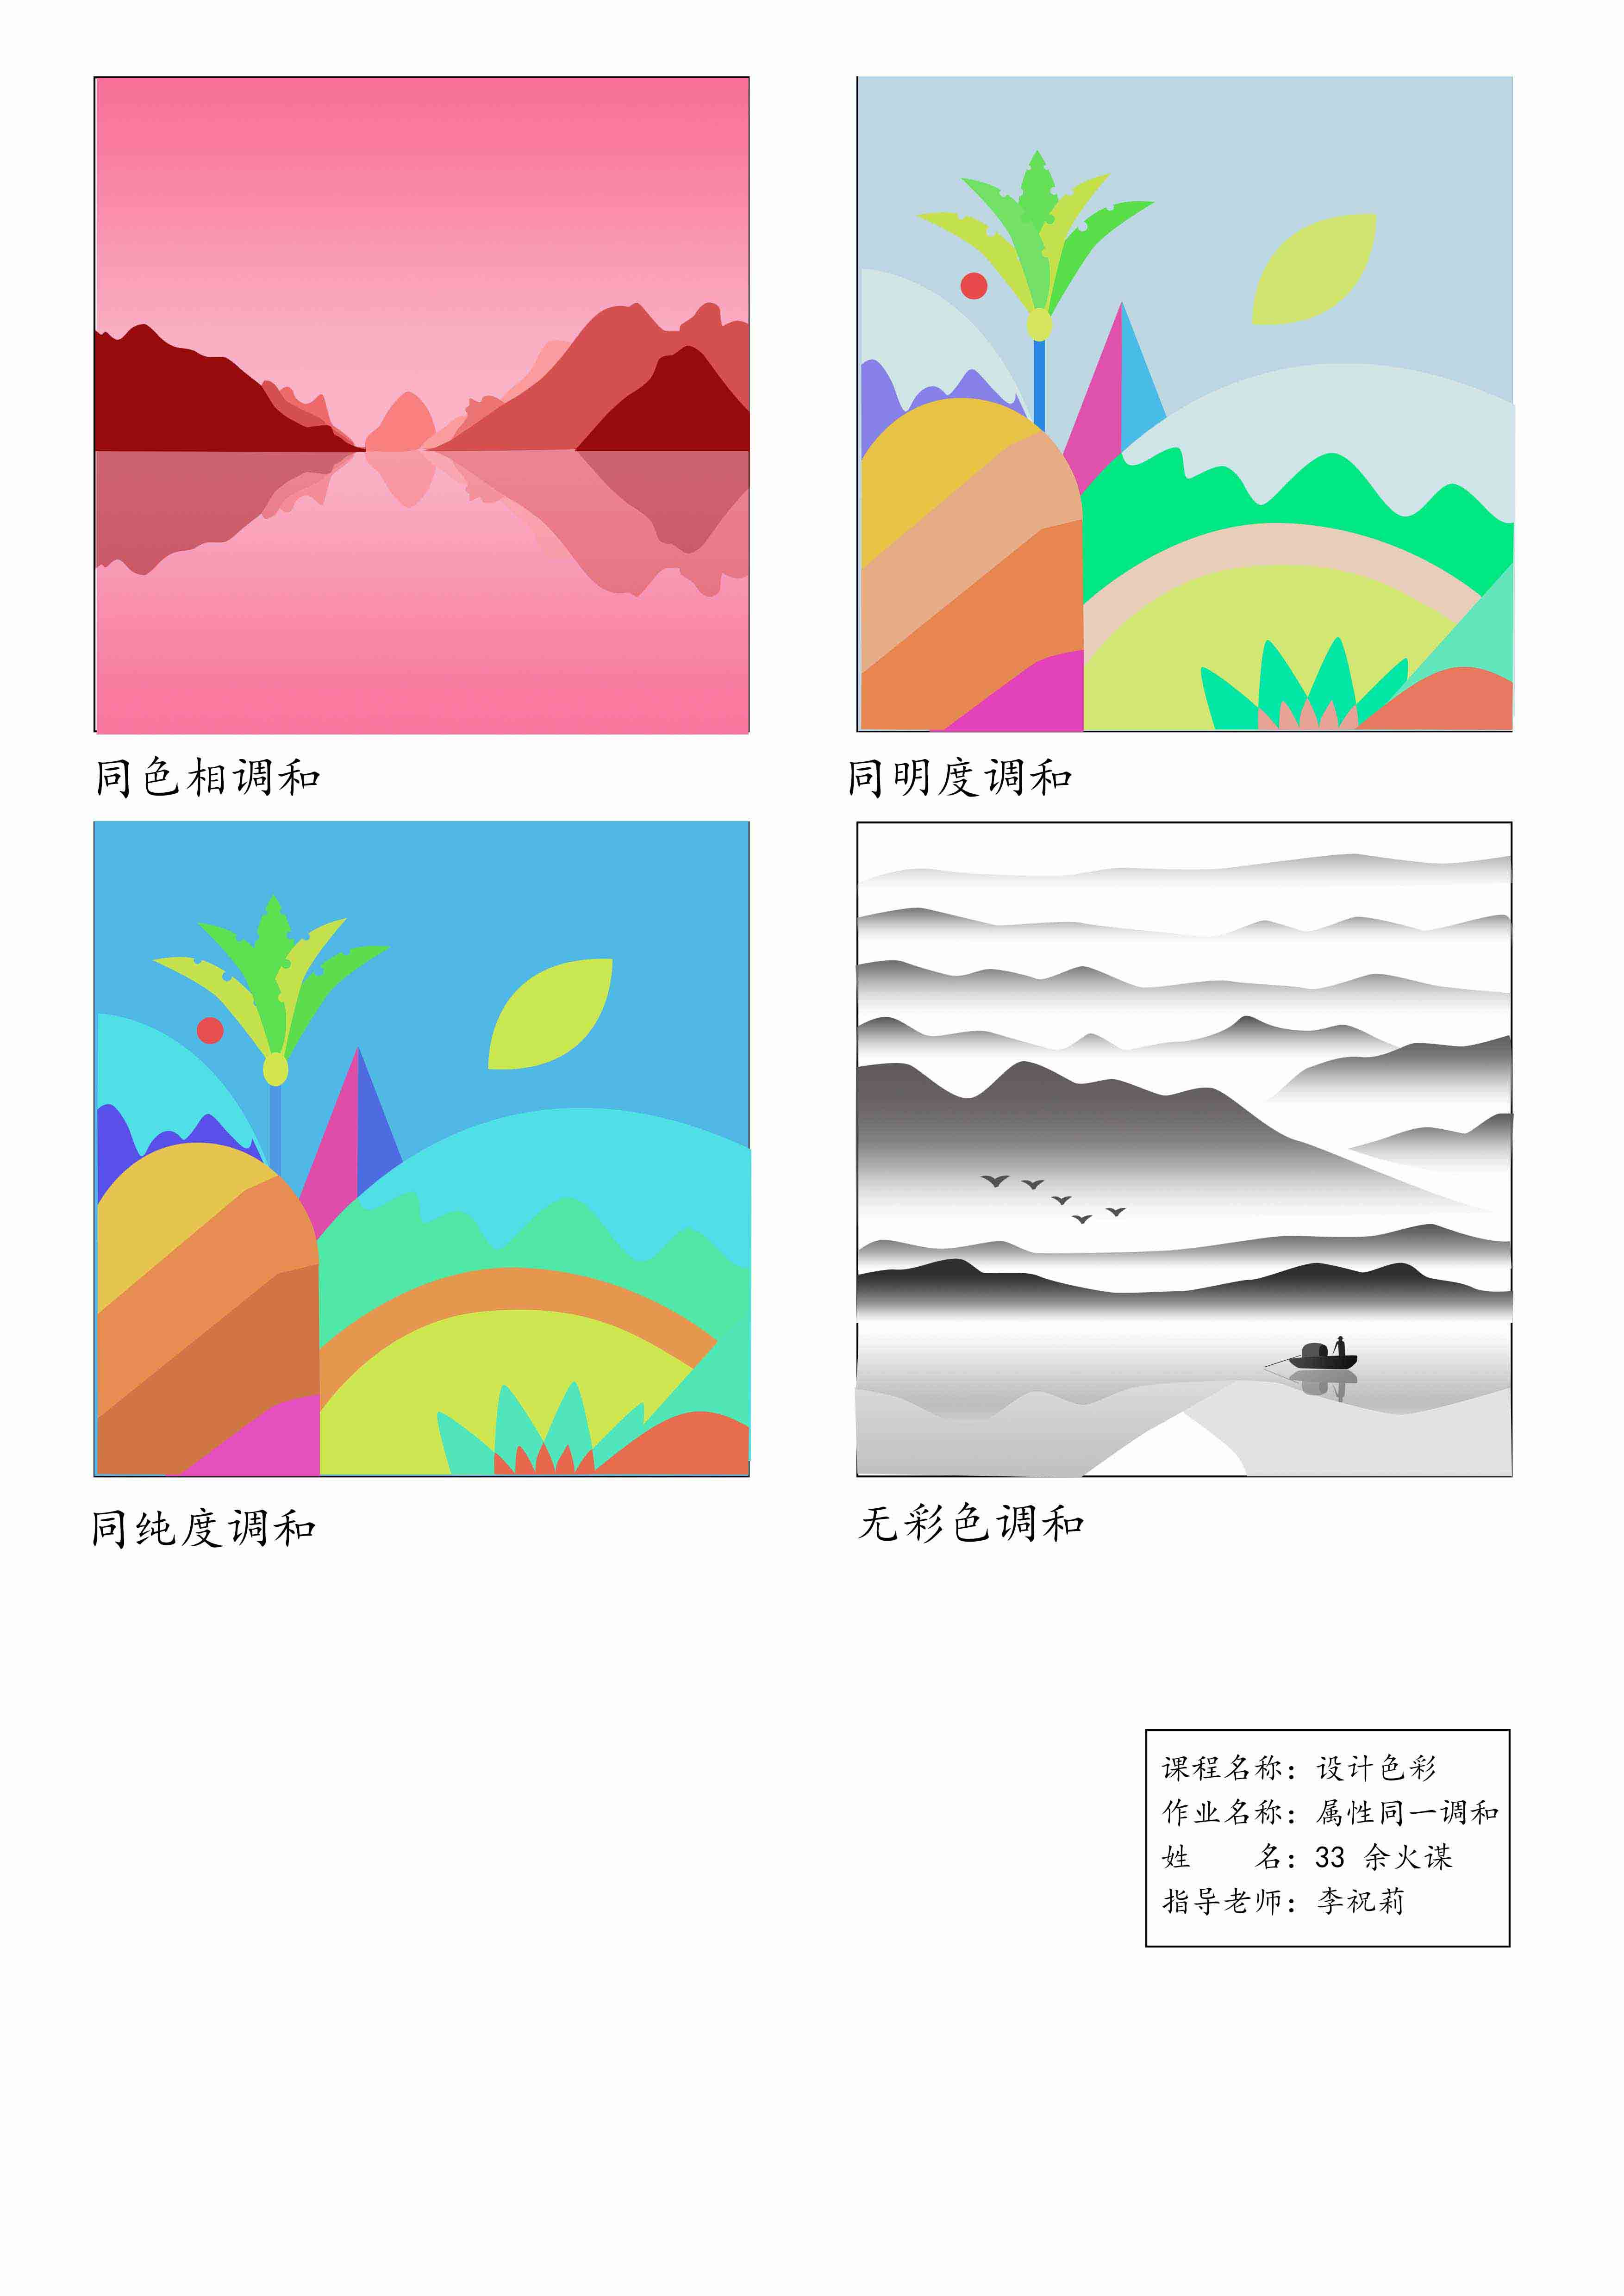 同色相调和
同明度调和
同纯度调和
无彩色调和
课程名称：设计色彩
作业名称：属性同一调和
姓　　名：33 余火谋
指导老师：李祝莉